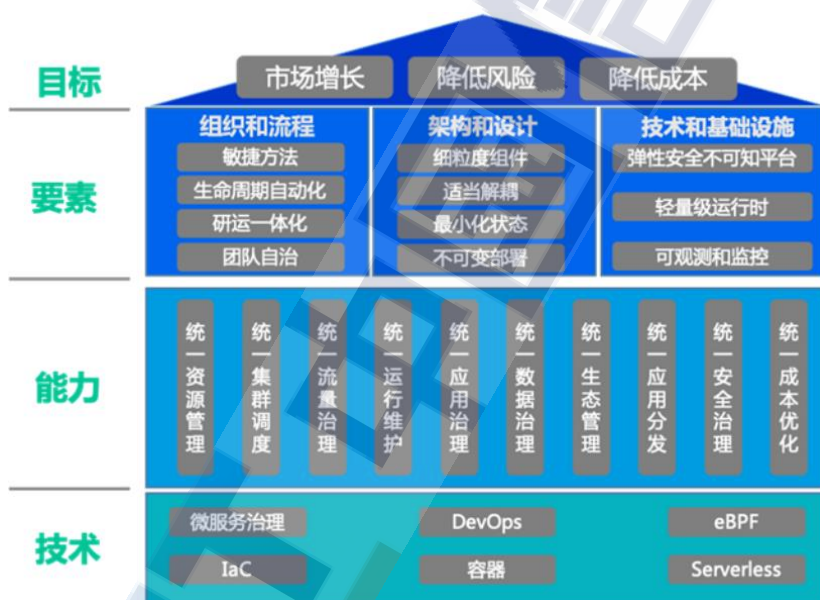 目标
市场增长
降低风险
降低成本
要素
组织和流程
敏捷方法
生命周期自动化
研运一体化
团队自治
架构和设计
细粒度组件
适当解耦
最小化状态
不可变部署
技术和基础设施
弹性安全不可知平台
轻量级运行时
可观测和监控
能力
统一资源管理
统一集群调度
统一流量治理
统一运行维护
统一应用治理
统一数据治理
统一生态管理
统一应用分发
统一安全治理
统一成本优化
技术
微服务治理
DevOps
eBPF
IaC
容器
Serverless